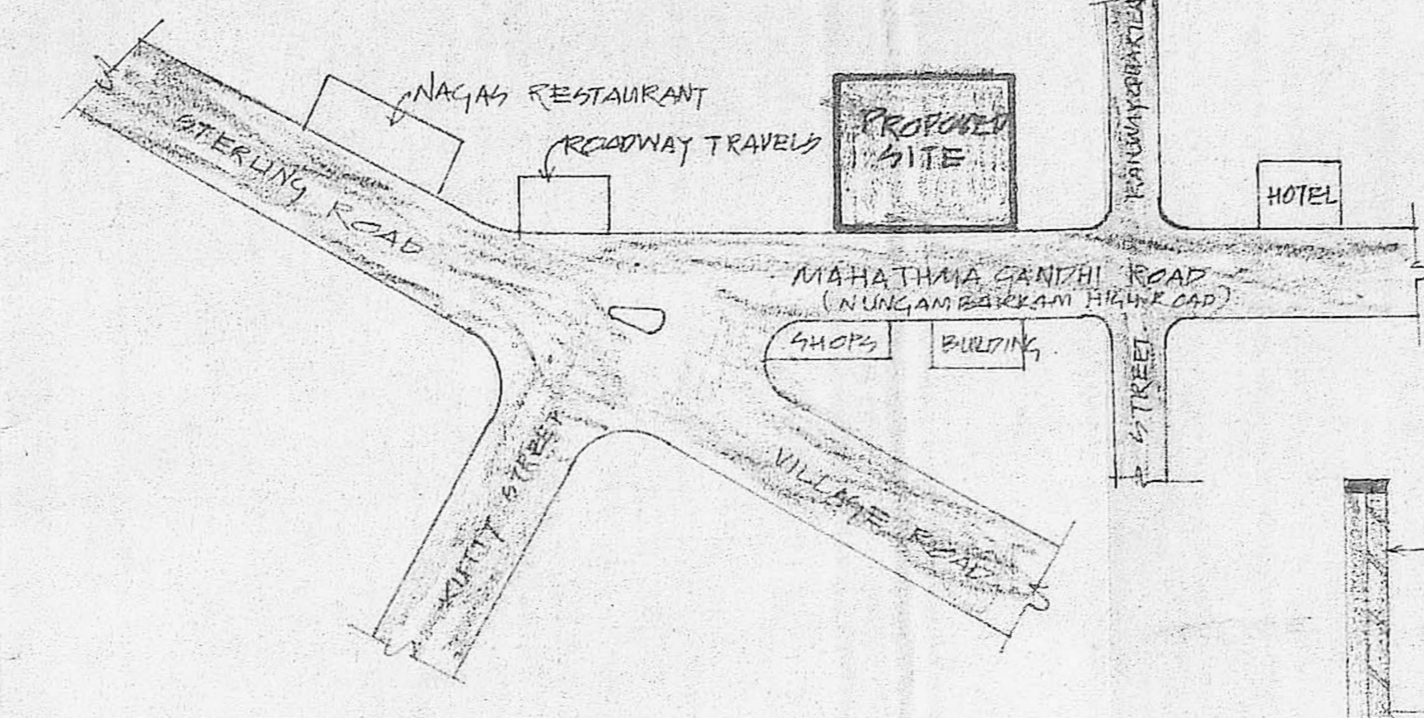 NAGAS RESTAURANT
ROADWAY TRAVELS
STERLING ROAD
PROPOSED
SITE
HOTEL
MAHATHMA GANDHI ROAD
(NUNGAMBAKKAM HIGH ROAD)
SHOPS
BUILDING
STREET
KUTTY STREET
VILLAGE ROAD